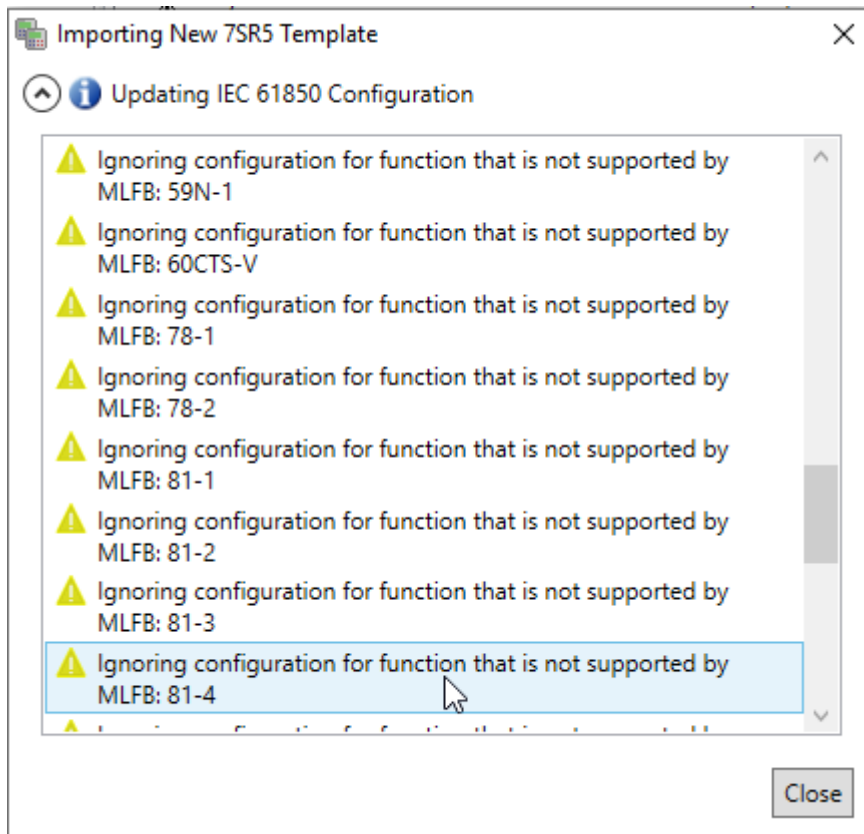 Importing New 7SR5 Template
Updating IEC 61850 Configuration
Ignoring configuration for function that is not supported by
MLFB: 59N-1
Ignoring configuration for function that is not supported by
MLFB: 60CTS-V
Ignoring configuration for function that is not supported by
MLFB: 78-1
Ignoring configuration for function that is not supported by
MLFB: 78-2
Ignoring configuration for function that is not supported by
MLFB: 81-1
Ignoring configuration for function that is not supported by
MLFB: 81-2
Ignoring configuration for function that is not supported by
MLFB: 81-3
Ignoring configuration for function that is not supported by
MLFB: 81-4
Close